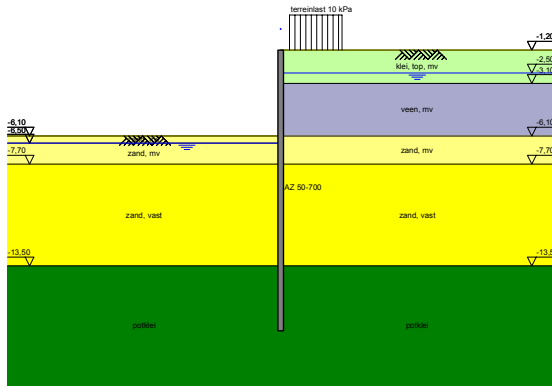 terreinlast 10 kPa
-1,20
-2,50
klei, top, mv
-3,10
veen, mv
-6,10
-6,10
-6,50
zand, mv
zand, mv
-7,70
-7,70
AZ 50-700
zand, vast
zand, vast
-13,50
-13,5
potklei
potklei